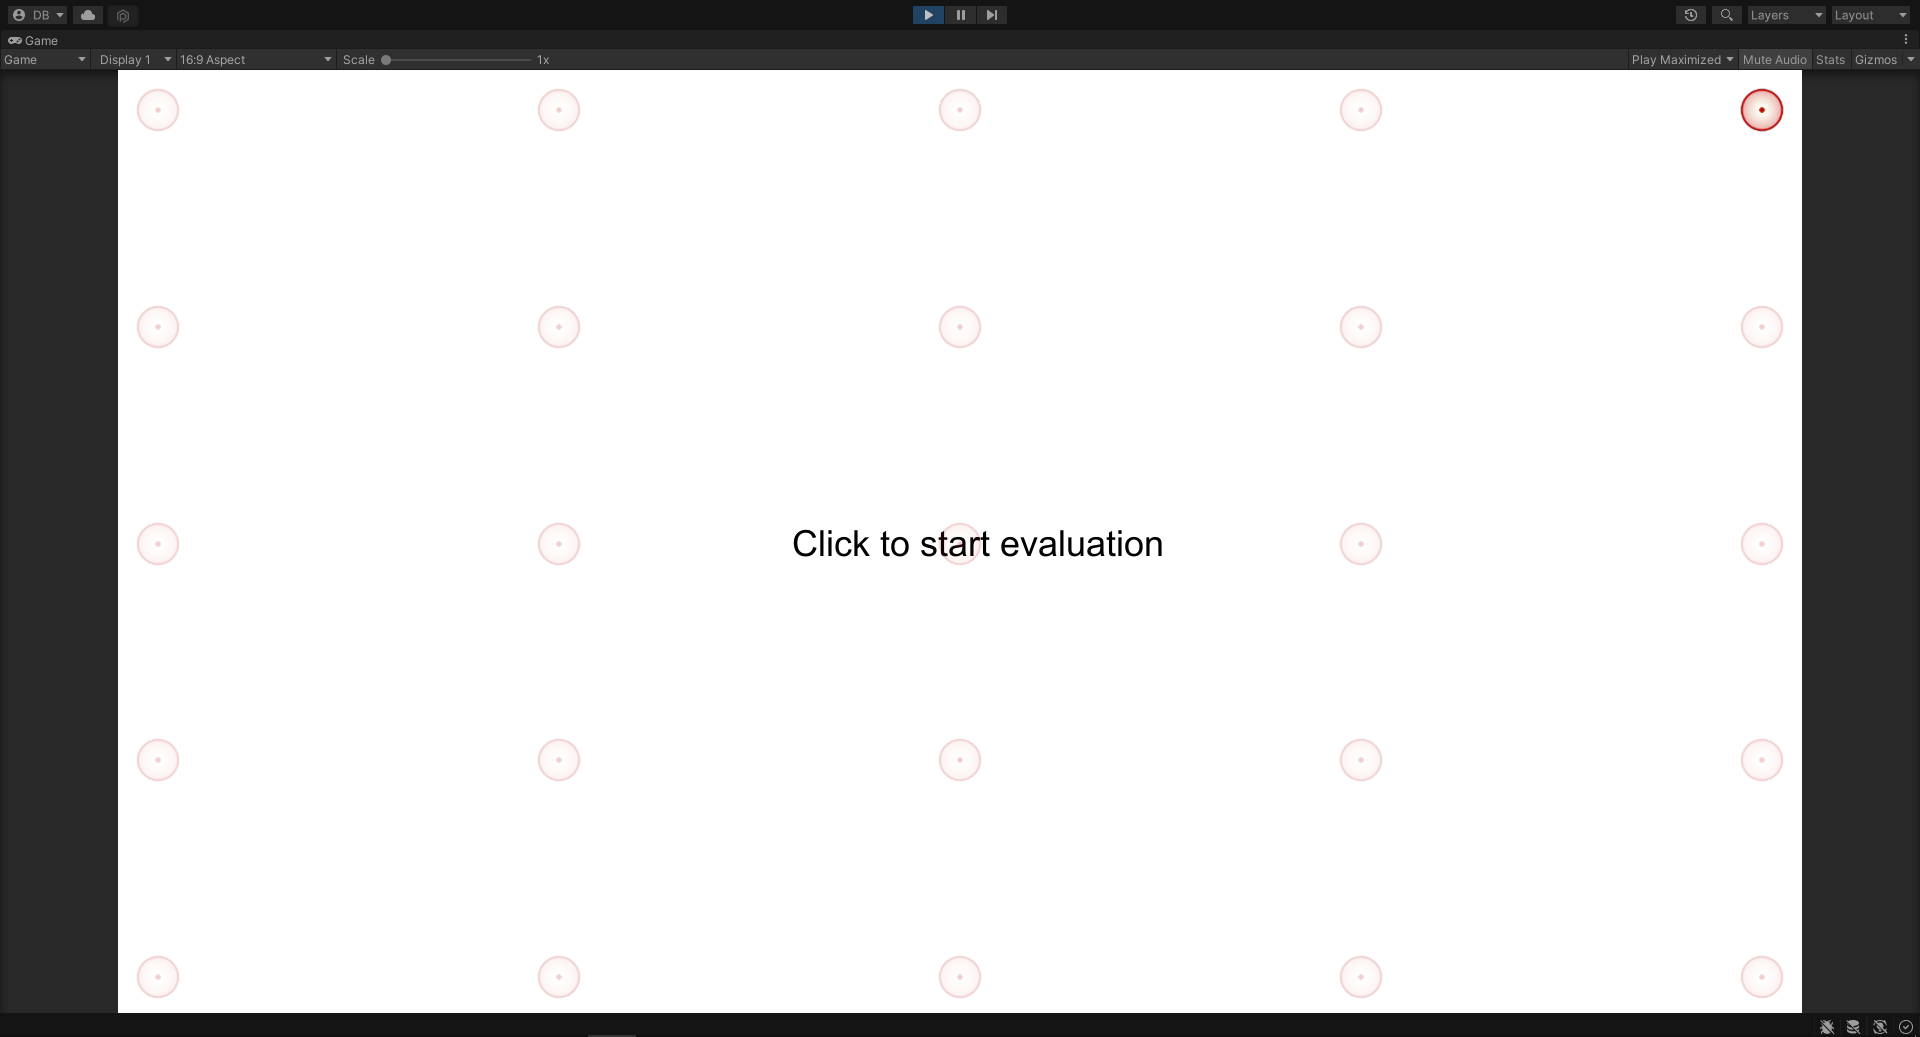 DB
Layers
Layout
Game
Game
Display 1
16:9 Aspect
Scale
1x
Play Maximized
Mute Audio
Stats
Gizmos
Click to start evaluation